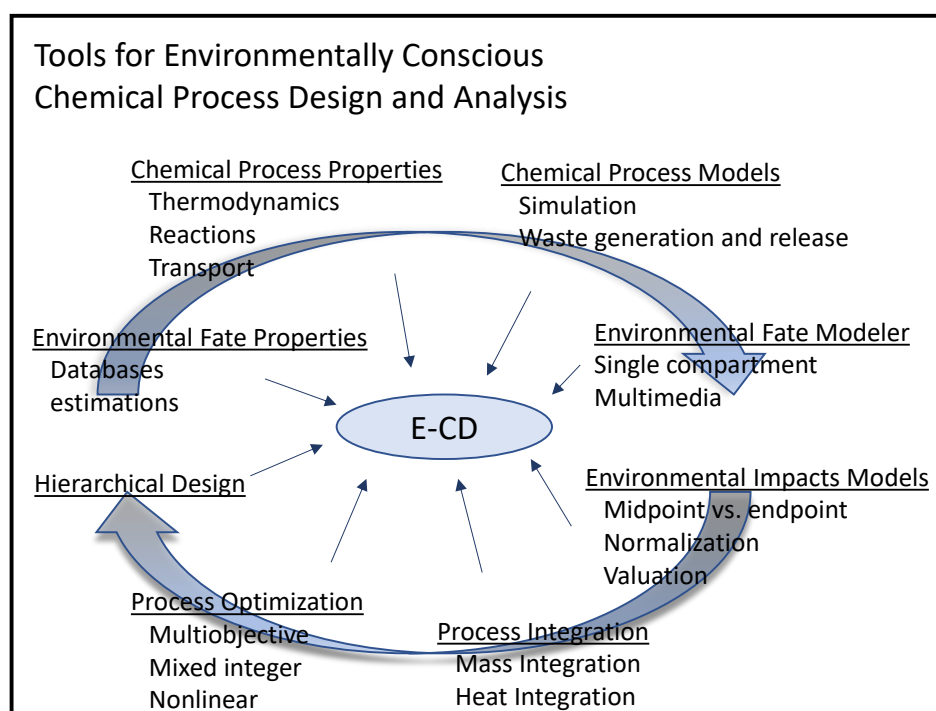 Tools for Environmentally Conscious
Chemical Process Design and Analysis
Chemical Process Properties
Thermodynamics
Reactions
Transport
Chemical Process Models
Simulation
Waste generation and release
Environmental Fate Properties
Databases
estimations
Environmental Fate Modeler
Single compartment
Multimedia
E-CD
Hierarchical Design
Environmental Impacts Models
Midpoint vs. endpoint
Normalization
Valuation
Process Optimization
Multiobjective
Mixed integer
Nonlinear
Process Integration
Mass Integration
Heat Integration